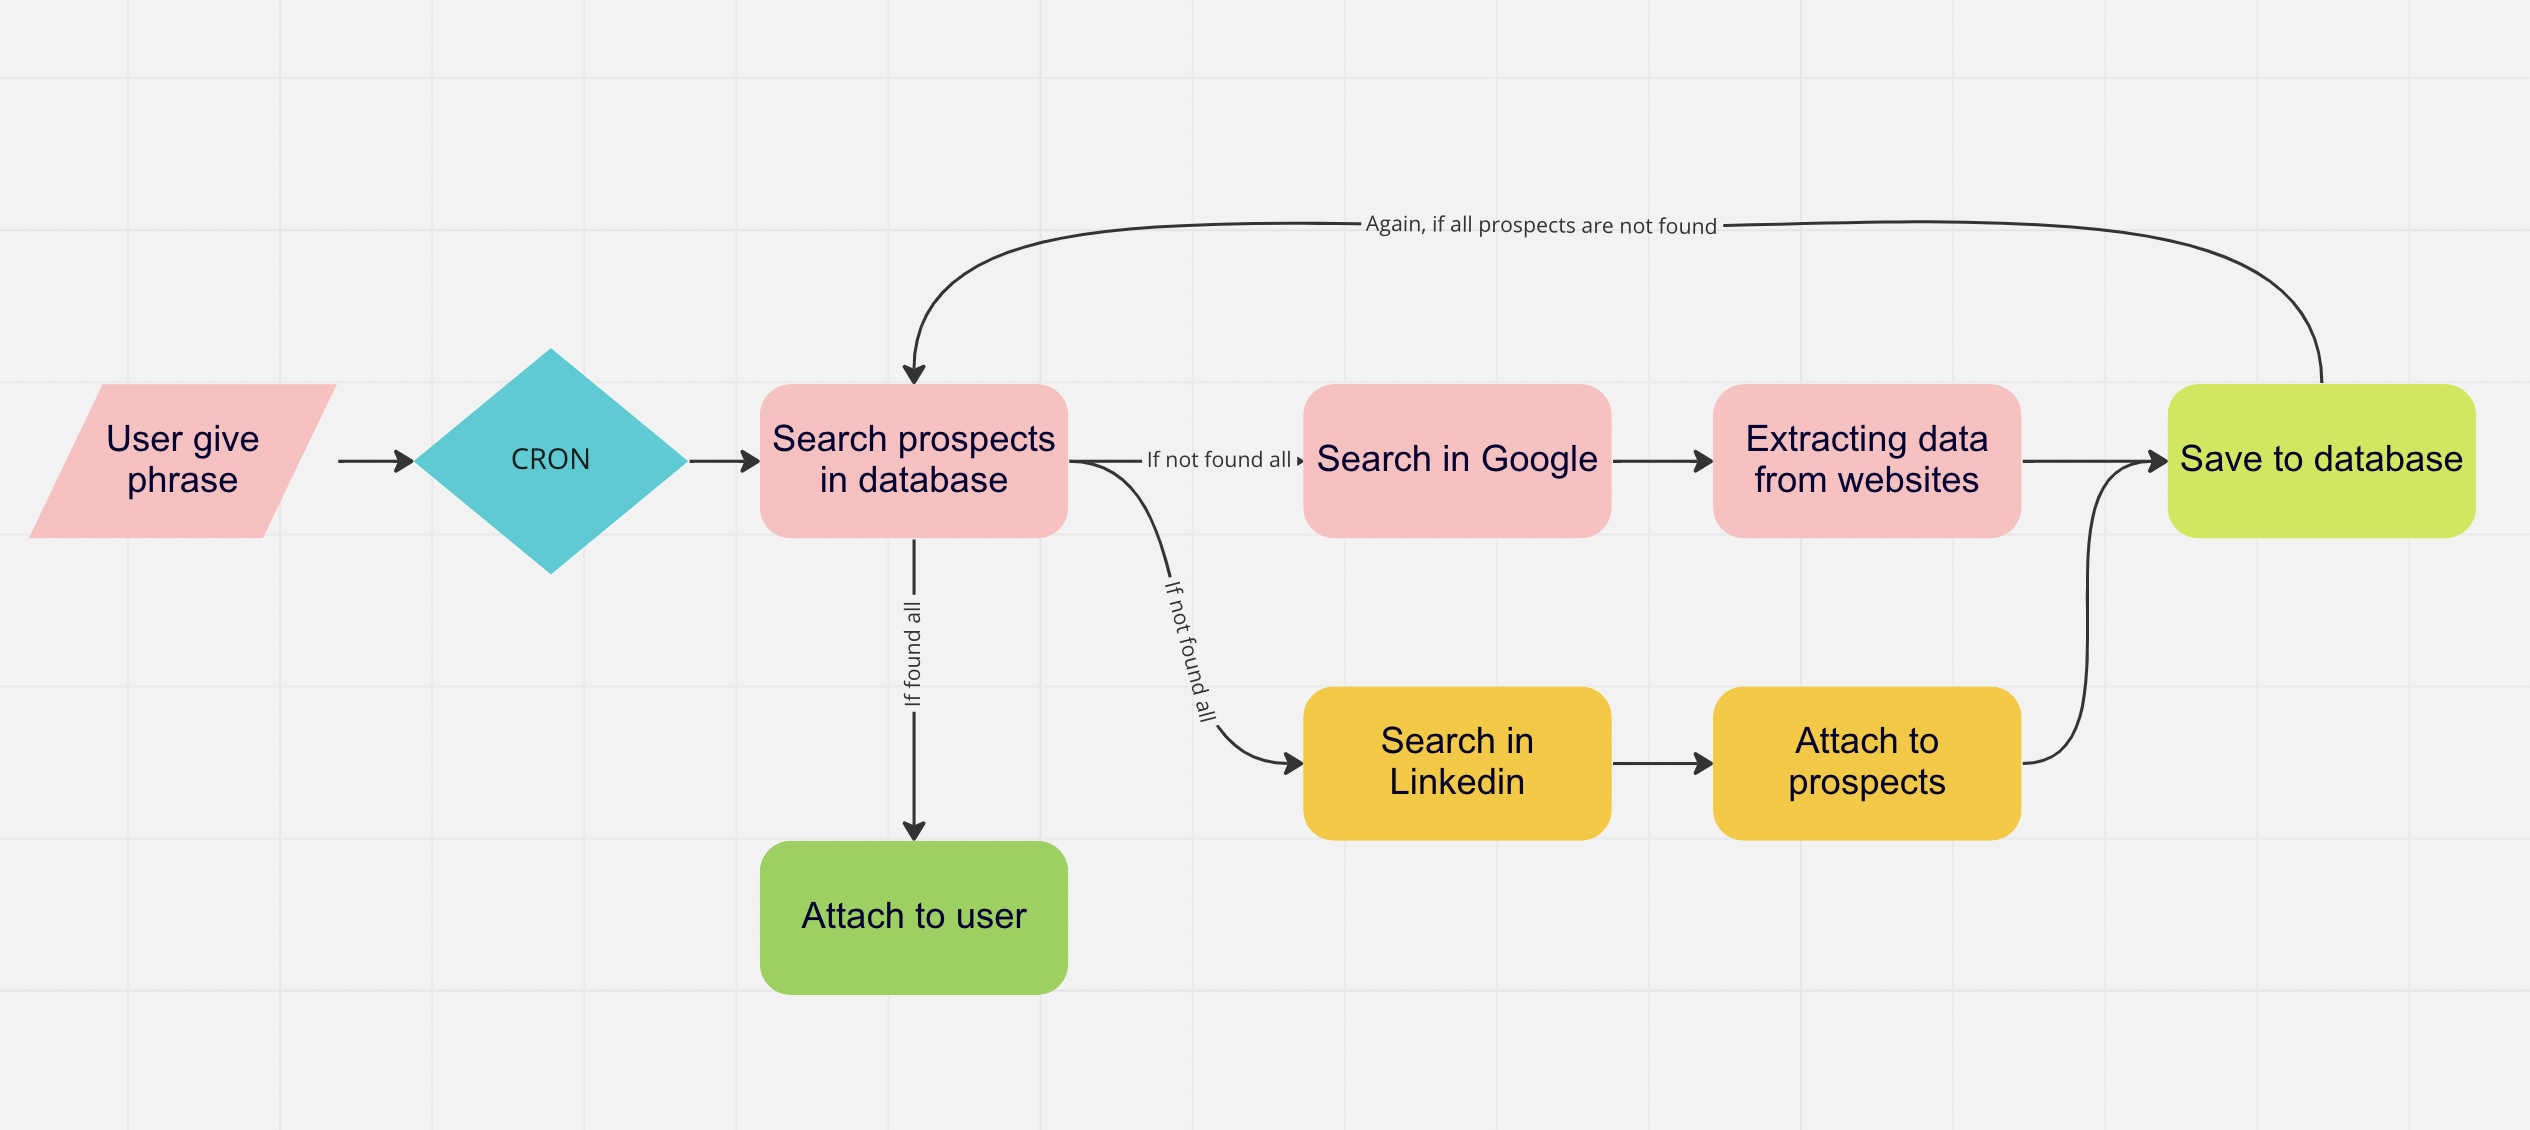 Again, if all prospects are not found
User give
phrase
CRON
Search prospects
in database
If not found all
Search in Google
Extracting data
from websites
Save to database
If found all
If not found all
Search in
Linkedin
Attach to
prospects
Attach to user